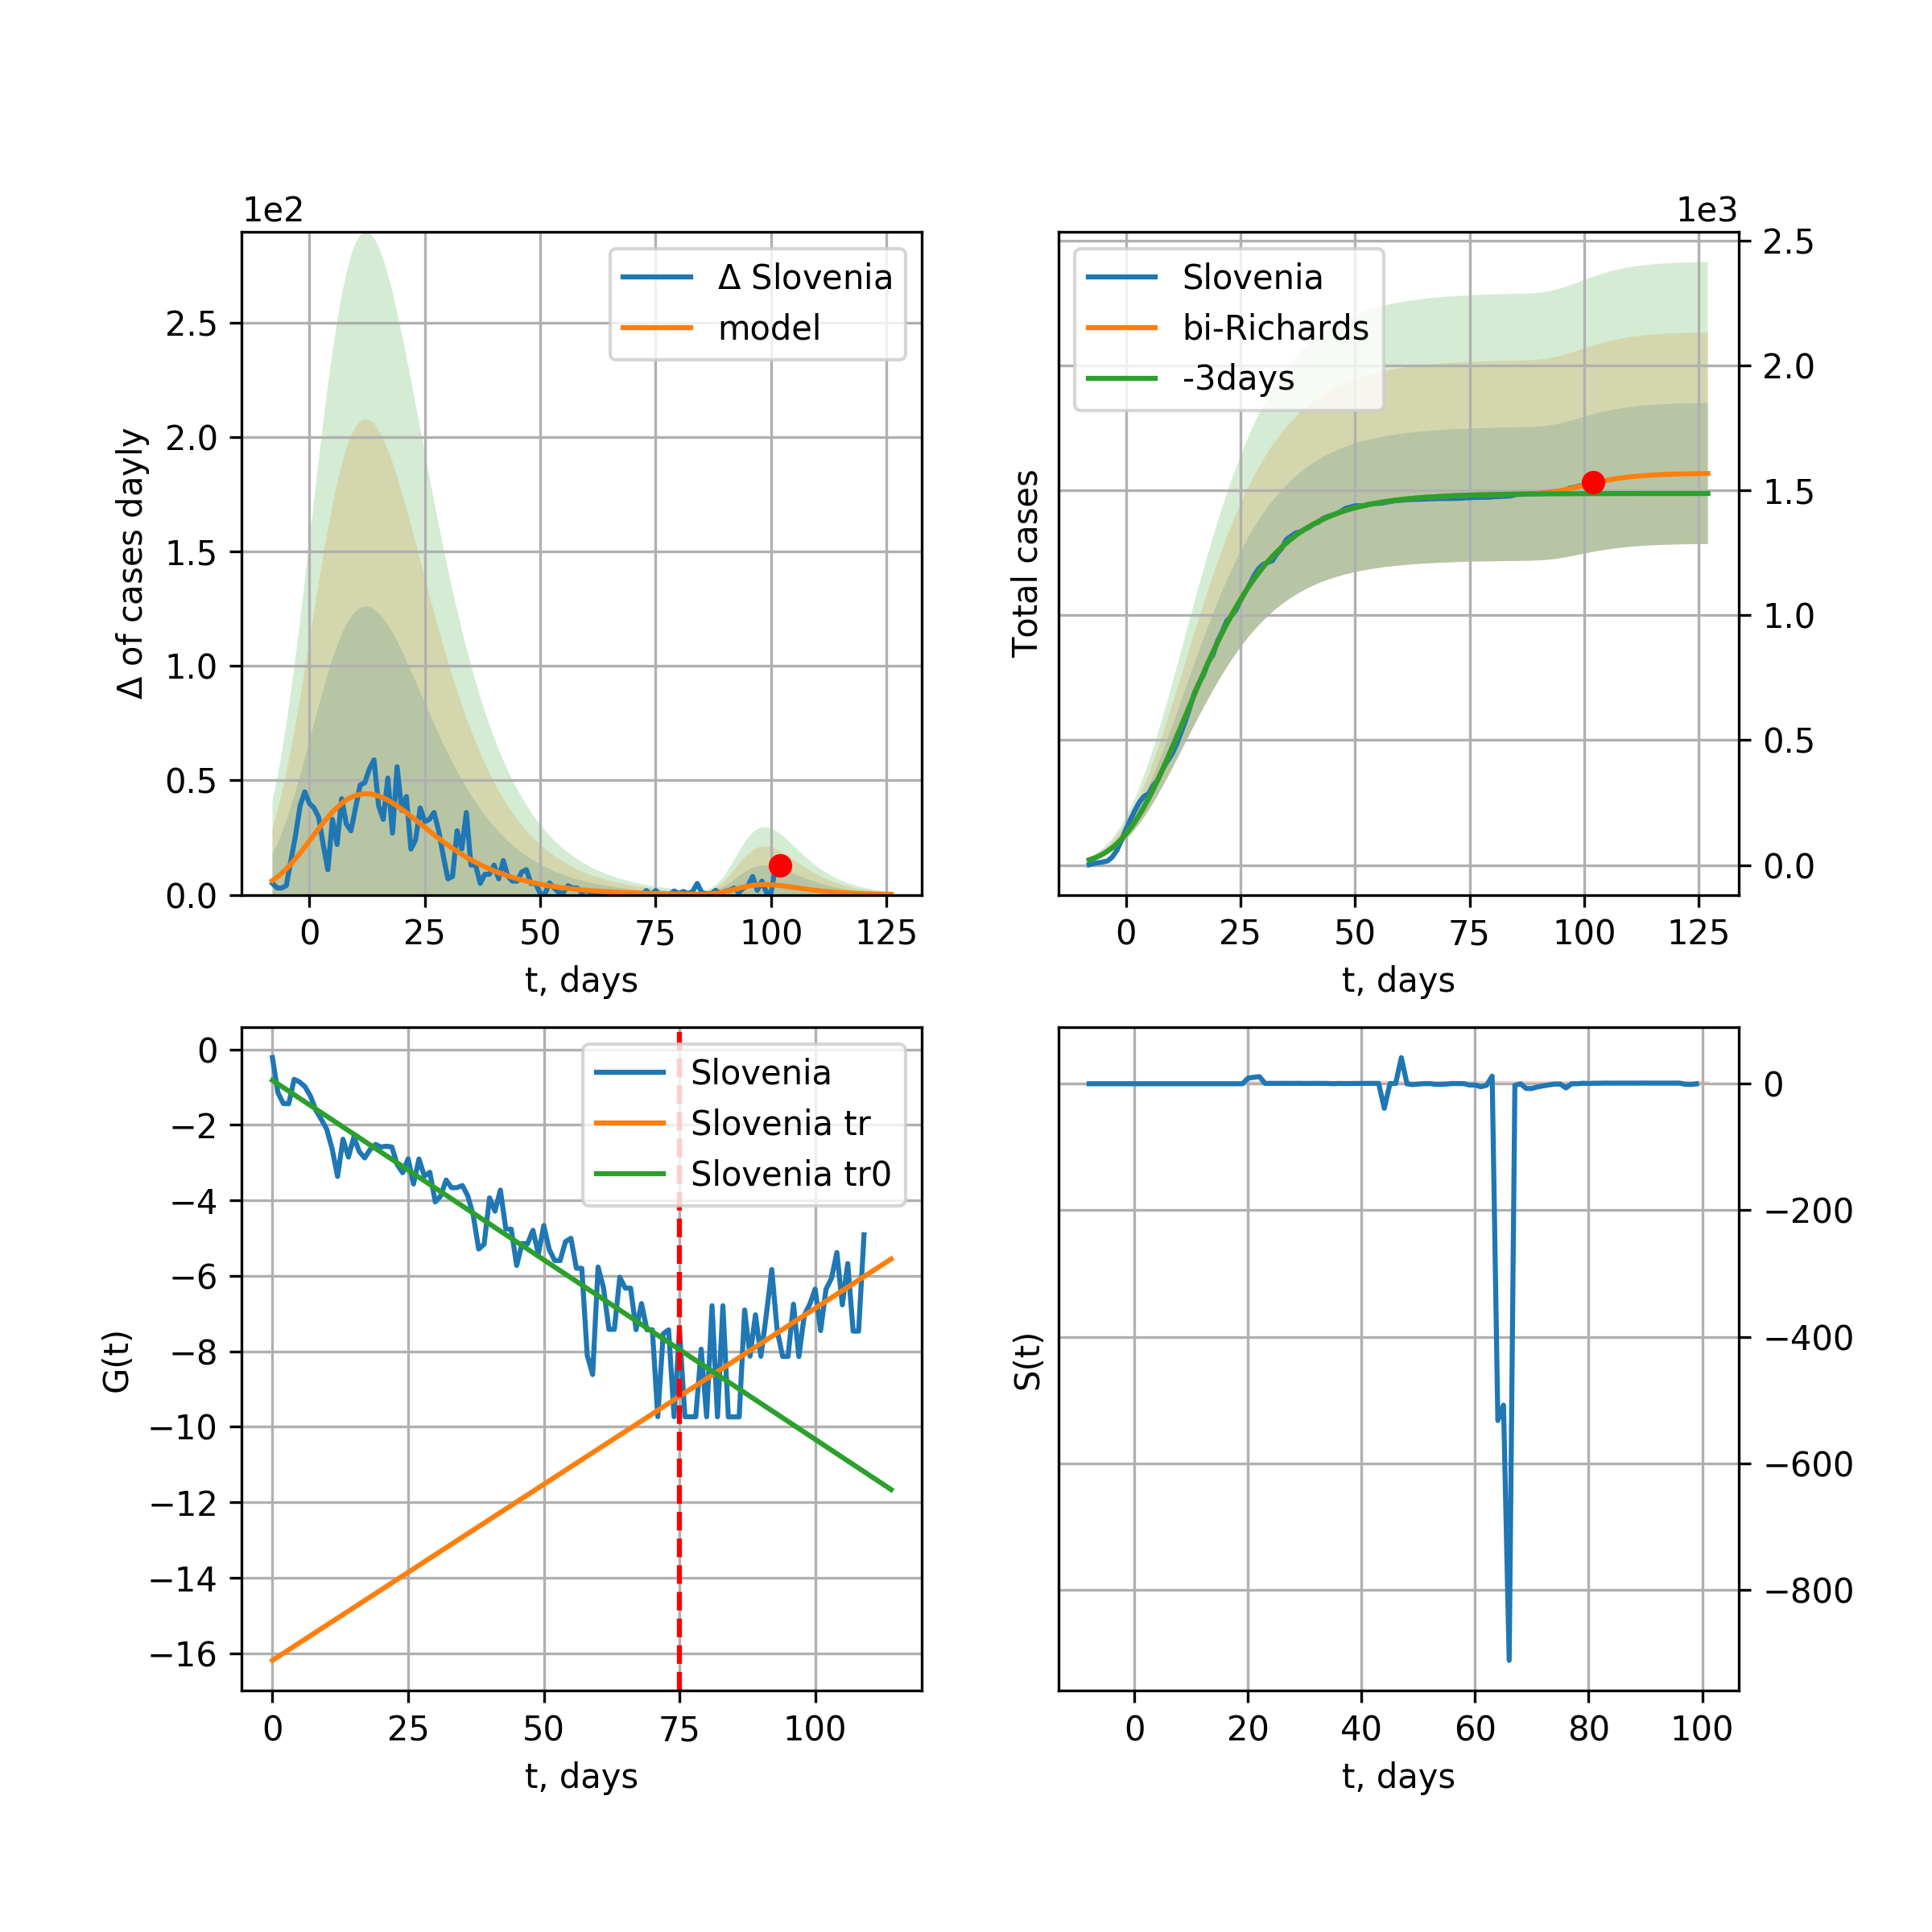 1e2
Δ of cases dayly
2.5
2.0
1.5
1.0
0.5
0.0
0 25 50 75 100 125
t, days
Δ Slovenia
model
1e3
Total cases
2.5
2.0
1.5
1.0
0.5
0.0
0 25 50 75 100 125
t, days
Slovenia
bi-Richards
-3days
G(t)
0
−2
−4
−6
−8
−10
−12
−14
−16
0 25 50 75 100
t, days
Slovenia
Slovenia tr
Slovenia tr0
S(t)
0
−200
−400
−600
−800
0 20 40 60 80 100
t, days